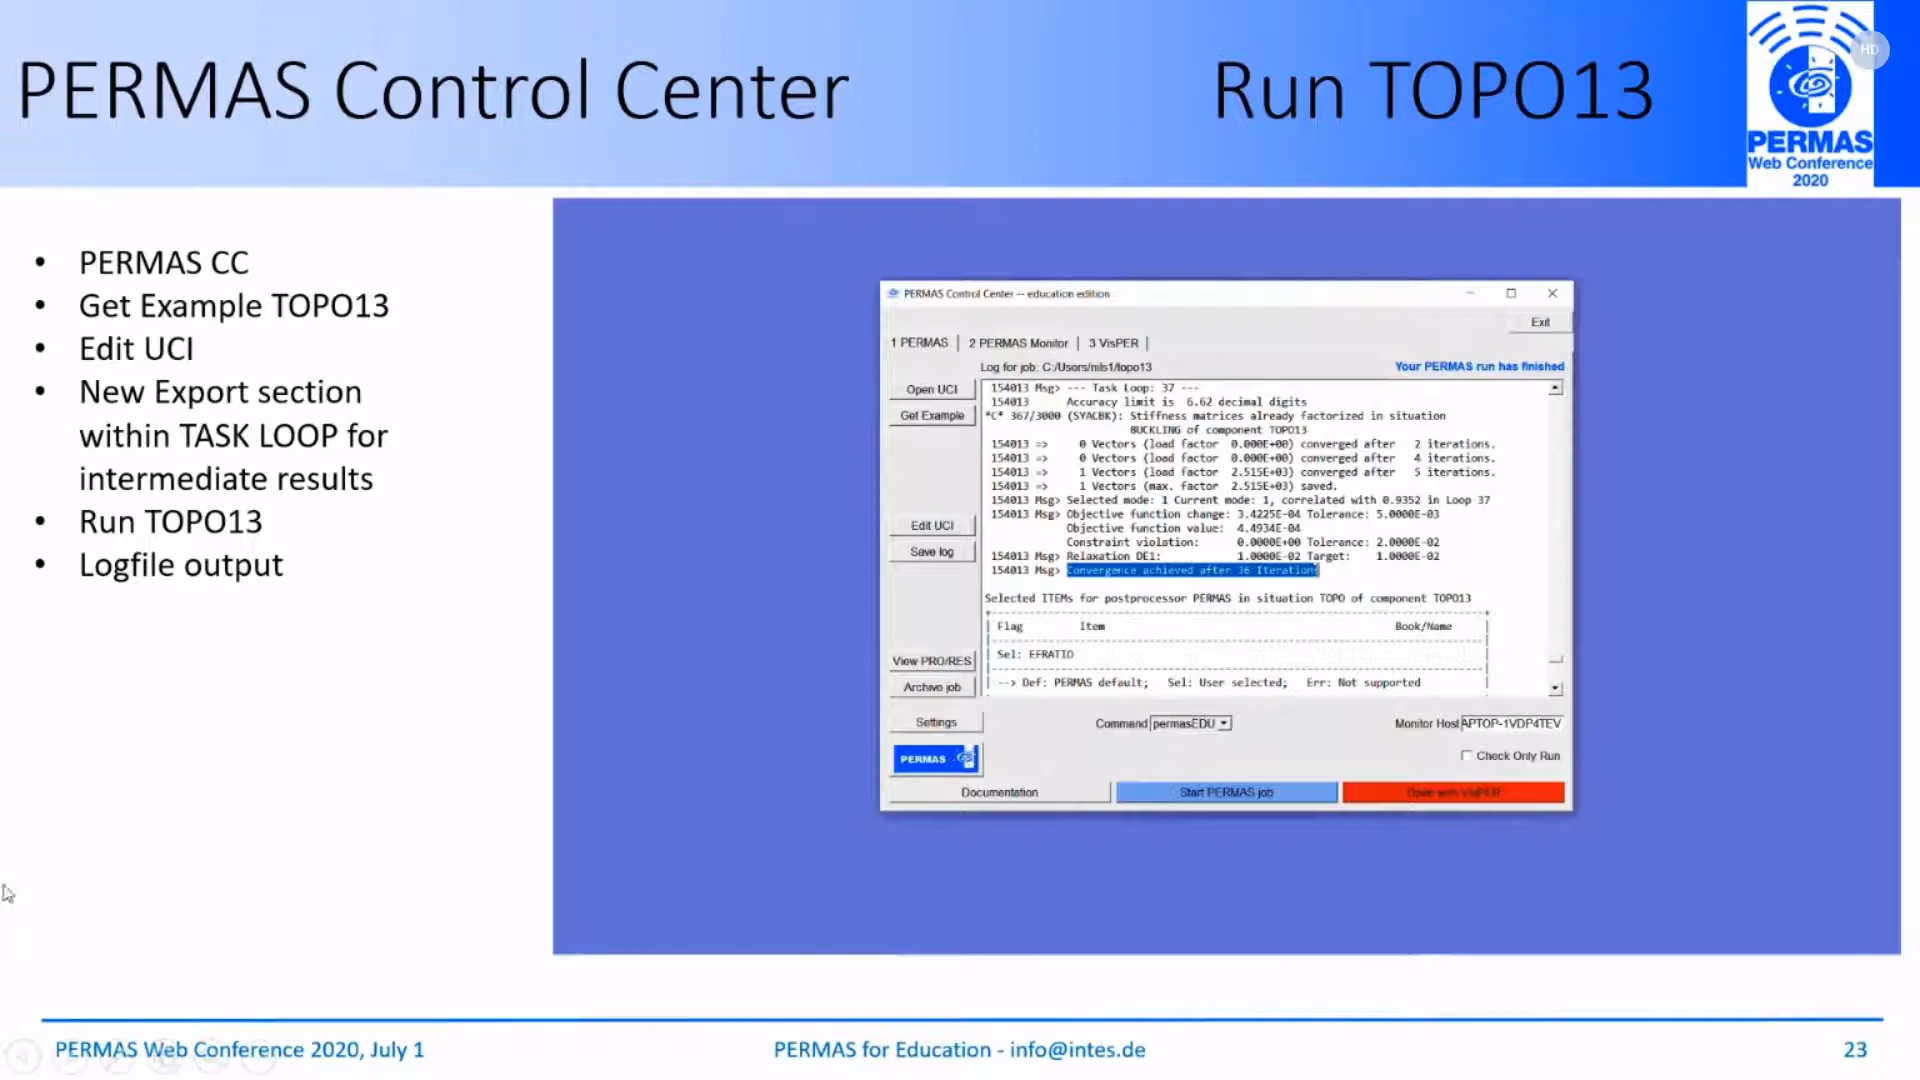 PERMAS Control Center Run TOPO13
HD
PERMAS
Web Conference
2020
• PERMAS CC
• Get Example TOPO13
• Edit UCI
• New Export section
within TASK LOOP for
intermediate results
• Run TOPO13
• Logfile output
PERMAS Control Center -- education edition
Exit
1 PERMAS | 2 PERMAS Monitor | 3 VisPER |
Log for job: C:/Users/nils1/topo13 Your PERMAS run has finished
Open UCI
Get Example
Edit UCI
Save log
View PRO/RES
Archive job
154013 Msg> --- Task Loop: 37 ---
154013 Accuracy limit is 6.62 decimal digits
*C* 367/3000 (SYACBK): Stiffness matrices already factorized in situation
BUCKLING of component TOPO13
154013 => 0 Vectors (load factor 0.000E+00) converged after 2 iterations.
154013 => 0 Vectors (load factor 0.000E+00) converged after 4 iterations.
154013 => 1 Vectors (load factor 2.515E+03) converged after 5 iterations.
154013 => 1 Vectors (max. factor 2.515E+03) saved.
154013 Msg> Selected mode: 1 Current mode: 1, correlated with 0.9352 in Loop 37
154013 Msg> Objective function change: 3.4225E-04 Tolerance: 5.0000E-03
Objective function value: 4.4934E-04
Constraint violation: 0.0000E+00 Tolerance: 2.0000E-02
154013 Msg> Relaxation DE1: 1.0000E-02 Target: 1.0000E-02
154013 Msg> Convergence achieved after 36 Iterations
Selected ITEMs for postprocessor PERMAS in situation TOPO of component TOPO13
Flag Item Book/Name
Sel: EFRATIO
--> Def: PERMAS default; Sel: User selected; Err: Not supported
Settings Command permasEDU Monitor Host APTOP-1VDP4TEV
PERMAS Check Only Run
Documentation Start PERMAS job Open with VisPER
PERMAS Web Conference 2020, July 1 PERMAS for Education - info@intes.de 23